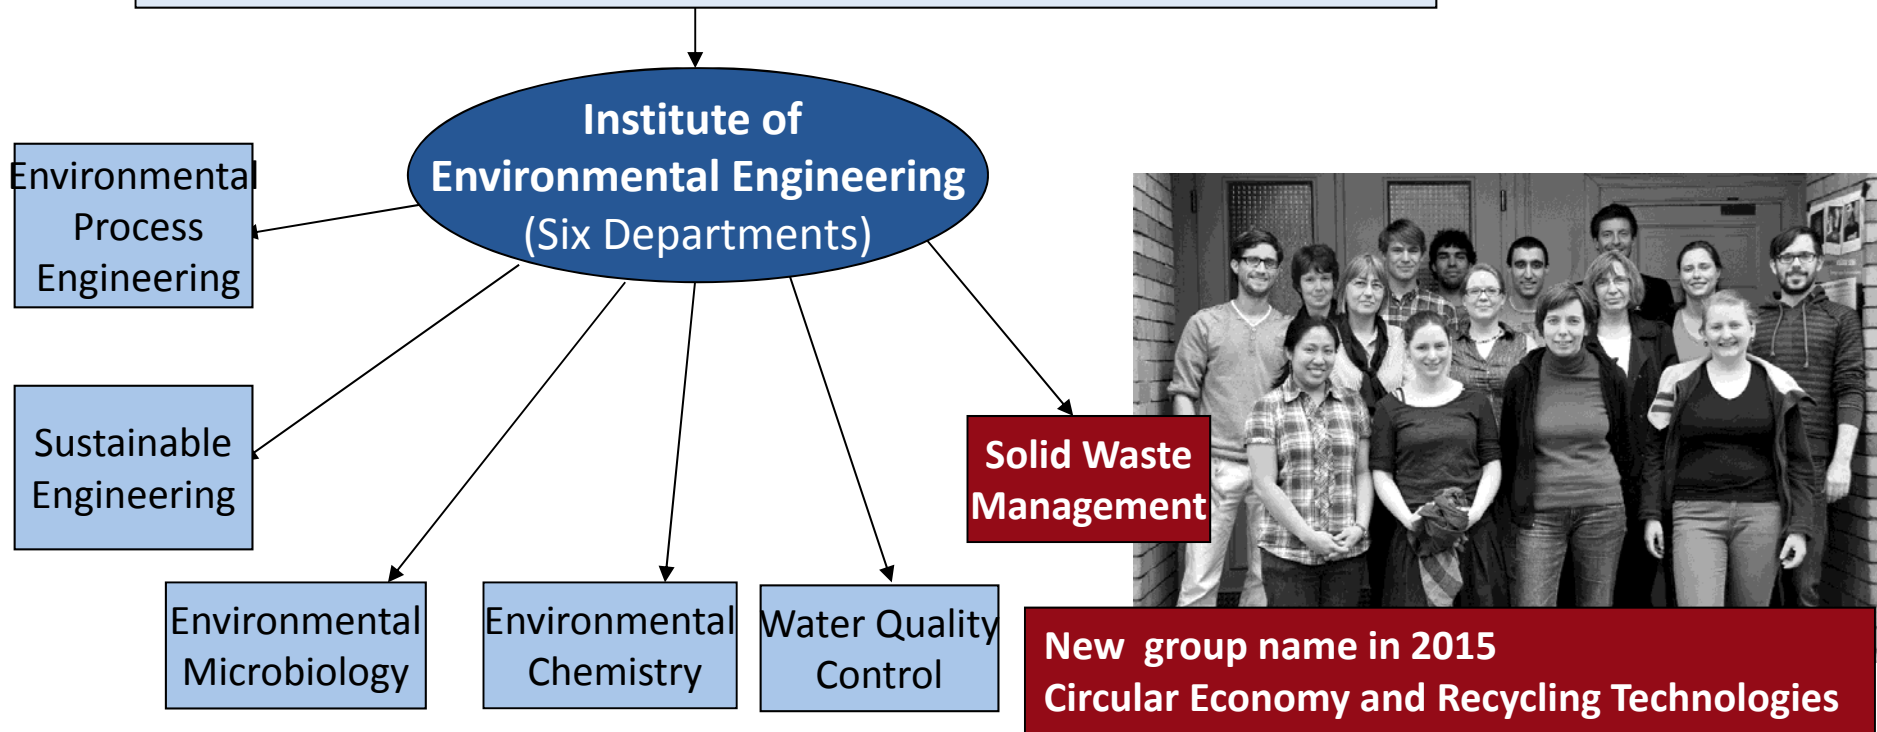 Institute of
Environmental Engineering
(Six Departments)
Environmental
Process
Engineering
Sustainable
Engineering
Solid Waste
Management
Environmental
Microbiology
Environmental
Chemistry
Water Quality
Control
New  group name in 2015
Circular Economy and Recycling Technologies